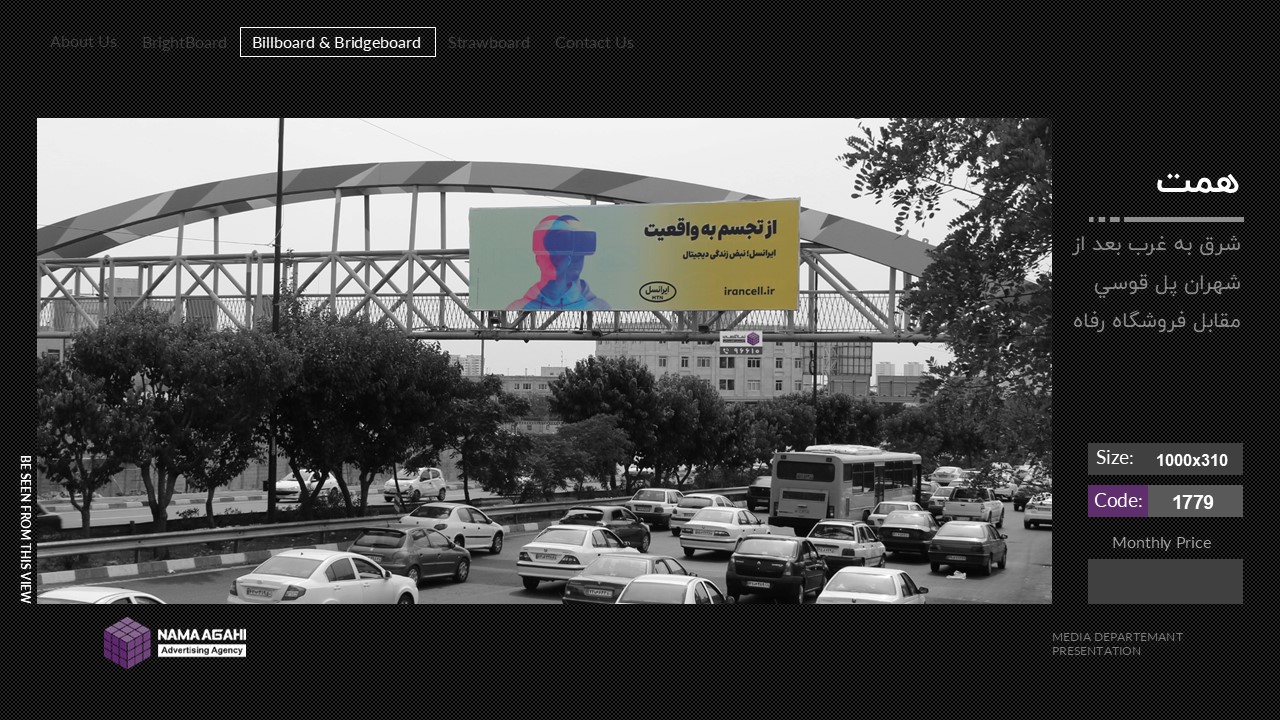 About Us
BrightBoard
Billboard & Bridgeboard
Strawboard
Contact Us
همت
شرق به غرب بعد از
شهران پل قوسي
مقابل فروشگاه رفاه
از تجسم به واقعیت
ایرانسل؛ نبض زندگی دیجیتال
ایرانسل
MTN
irancell.ir
۹۶۶۱۰
Size: 1000x310
Code: 1779
Monthly Price
BE SEEN FROM THIS VIEW
NAMA AGAHI
Advertising Agency
MEDIA DEPARTEMANT
PRESENTATION